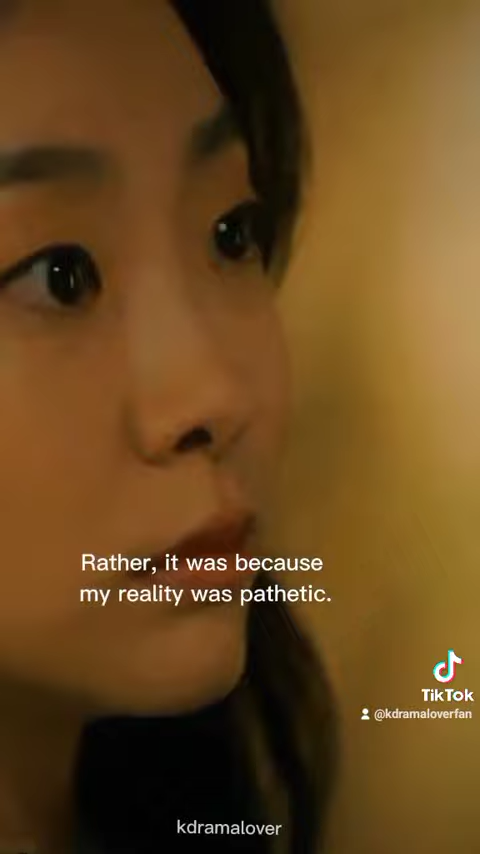 Rather, it was because
my reality was pathetic.
TikTok
@kdramaloverfan
kdramalover